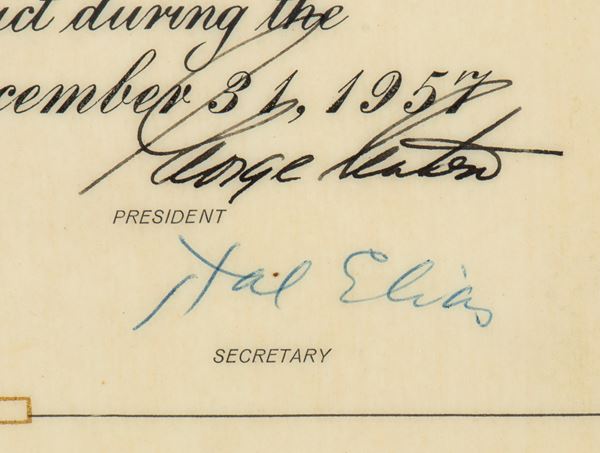 ct during the
cember 31, 1957
George Seaton
PRESIDENT
Hal Elias
SECRETARY